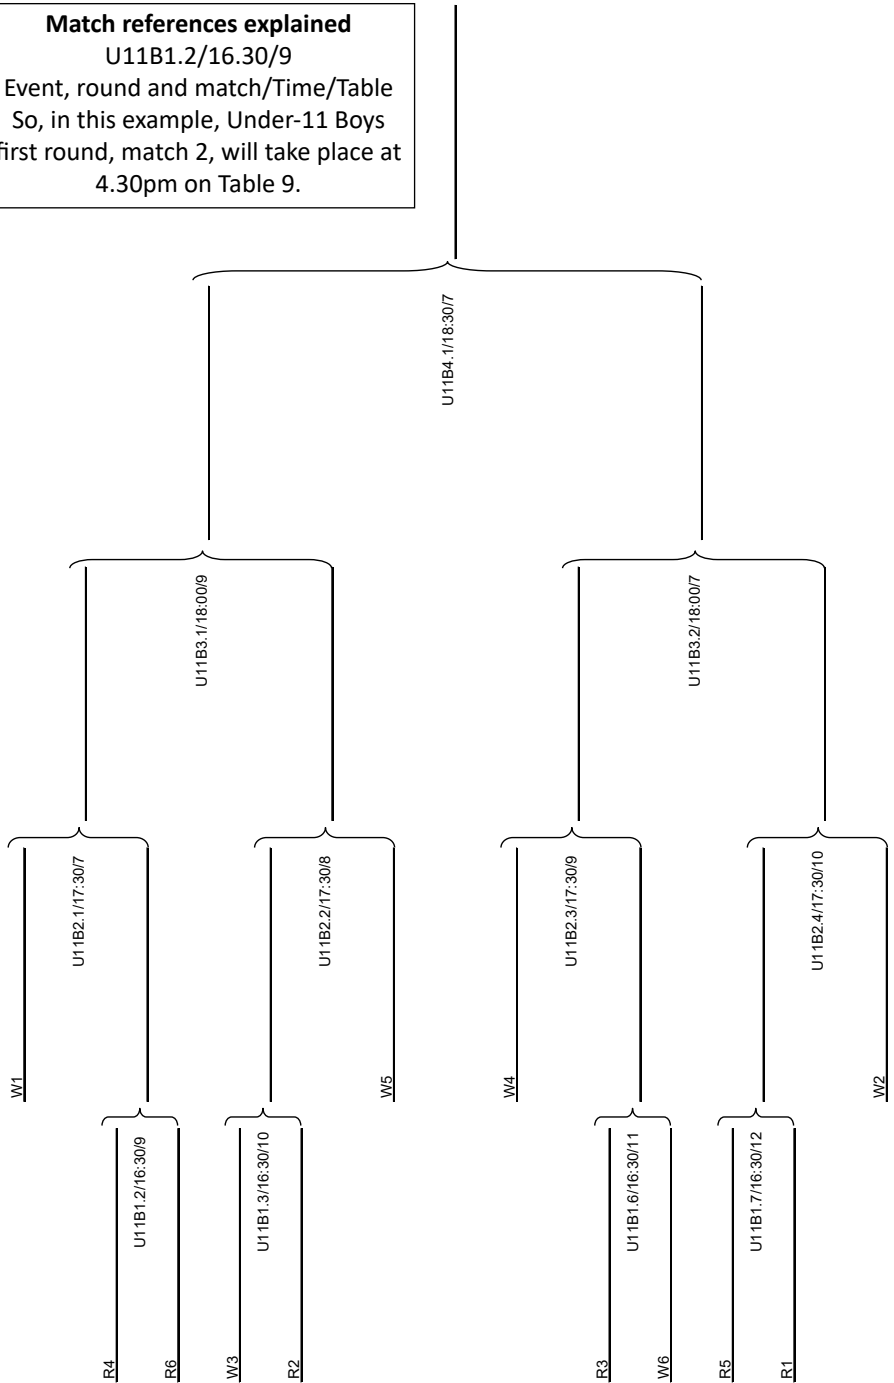 Match references explained
U11B1.2/16.30/9
Event, round and match/Time/Table
So, in this example, Under-11 Boys
first round, match 2, will take place at
4.30pm on Table 9.
U11B4.1/18:30/7
U11B3.1/18:00/9
U11B3.2/18:00/7
U11B2.1/17:30/7
U11B2.2/17:30/8
U11B2.3/17:30/9
U11B2.4/17:30/10
W1
W5
W4
W2
U11B1.2/16:30/9
U11B1.3/16:30/10
U11B1.6/16:30/11
U11B1.7/16:30/12
R4
R6
W3
R2
R3
W6
R5
R1